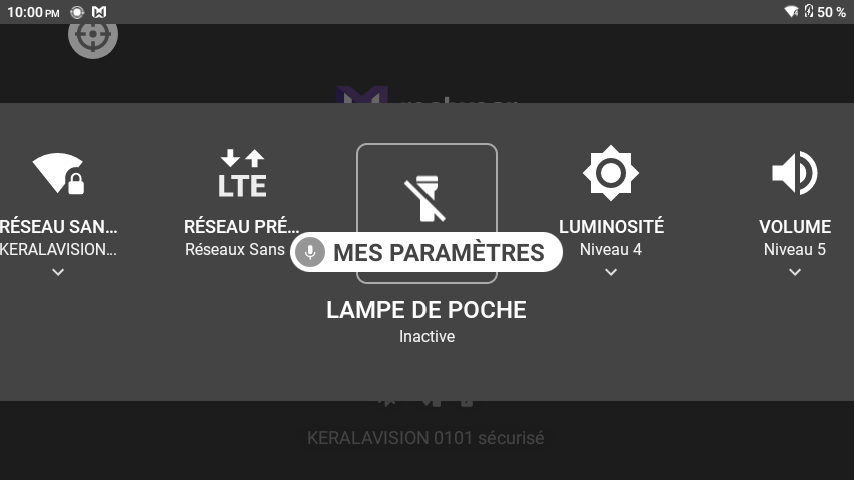 10:00 PM
50 %
RÉSEAU SAN…
KERALAVISION…
RÉSEAU PRÉ…
Réseaux Sans
MES PARAMÈTRES
LAMPE DE POCHE
Inactive
LUMINOSITÉ
Niveau 4
VOLUME
Niveau 5
LTE
KERALAVISION 0101 sécurisé